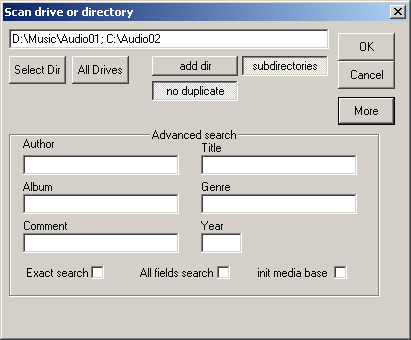 Scan drive or directory
D:\Music\Audio01; C:\Audio02
OK
Select Dir All Drives add dir subdirectories
Cancel
no duplicate
More
Advanced search
Author Title
Album Genre
Comment Year
Exact search All fields search init media base